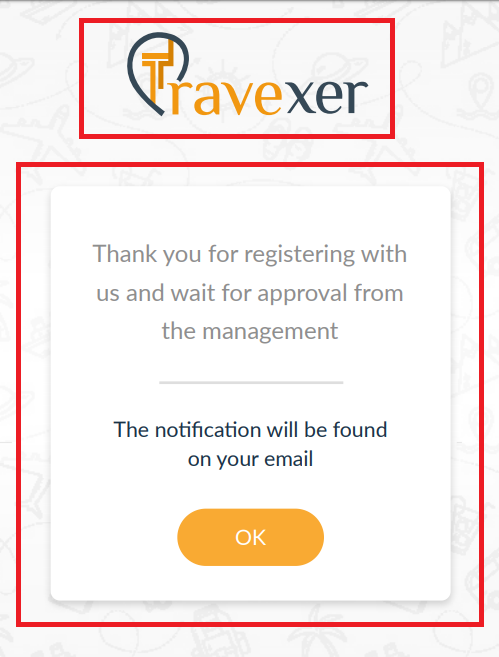 Travexer
Thank you for registering with
us and wait for approval from
the management
The notification will be found
on your email
OK